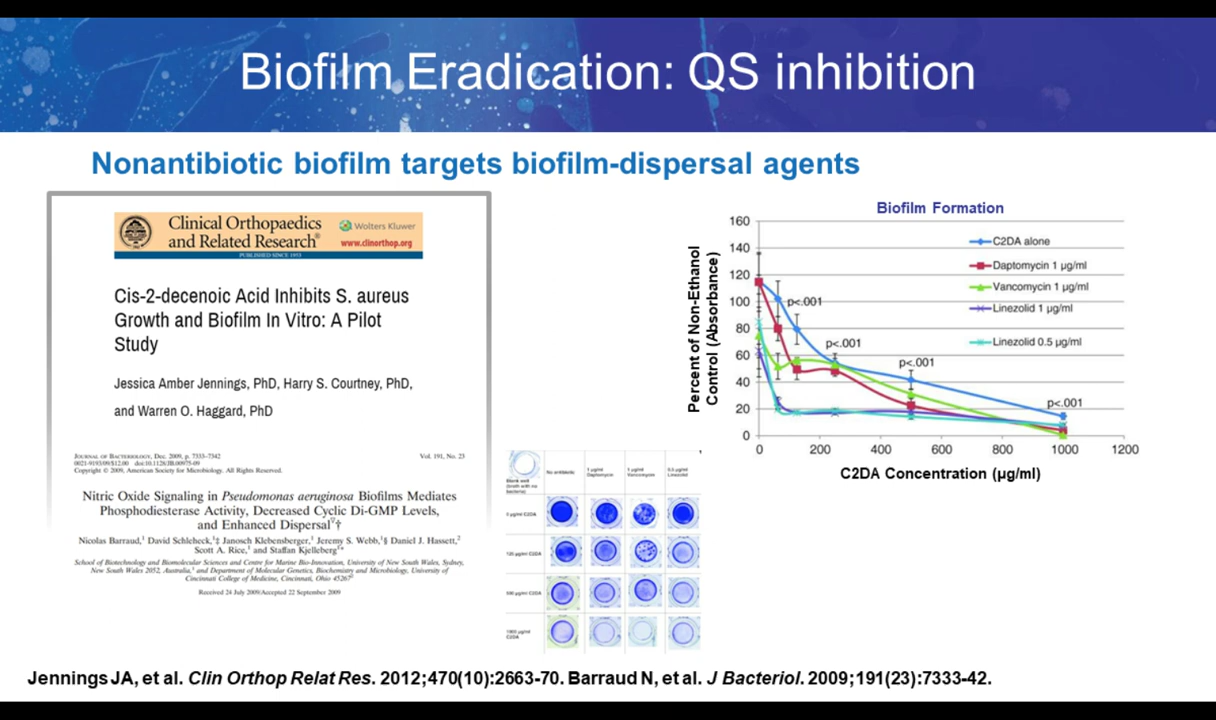 Biofilm Eradication: QS inhibition
Nonantibiotic biofilm targets biofilm-dispersal agents
Clinical Orthopaedics
and Related Research®
Wolters Kluwer
www.clinorthop.org
PUBLISHED SINCE 1953
Cis-2-decenoic Acid Inhibits S. aureus
Growth and Biofilm In Vitro: A Pilot
Study
Jessica Amber Jennings, PhD, Harry S. Courtney, PhD,
and Warren O. Haggard, PhD
JOURNAL OF BACTERIOLOGY, Dec. 2009, p. 7333–7342
Vol. 191, No. 23
0021-9193/09/$12.00 doi:10.1128/JB.00975-09
Copyright © 2009, American Society for Microbiology. All Rights Reserved.
Nitric Oxide Signaling in Pseudomonas aeruginosa Biofilms Mediates
Phosphodiesterase Activity, Decreased Cyclic Di-GMP Levels,
and Enhanced Dispersal▽†
Nicolas Barraud,1 David Schleheck,1‡ Janosch Klebensberger,1 Jeremy S. Webb,1§ Daniel J. Hassett,2
Scott A. Rice,1 and Staffan Kjelleberg1*
School of Biotechnology and Biomolecular Sciences and Centre for Marine Bio-Innovation, University of New South Wales, Sydney,
New South Wales 2052, Australia,1 and Department of Molecular Genetics, Biochemistry and Microbiology, University of
Cincinnati College of Medicine, Cincinnati, Ohio 452672
Received 24 July 2009/Accepted 22 September 2009
Blank well
(broth with no
bacteria)
No antibiotic
1 µg/ml
Daptomycin
1 µg/ml
Vancomycin
0.5 µg/ml
Linezolid
125 µg/ml C2DA
500 µg/ml C2DA
1000 µg/ml
C2DA
Biofilm Formation
Percent of Non-Ethanol
Control (Absorbance)
160
140
120
100
80
60
40
20
0
C2DA alone
Daptomycin 1 µg/ml
Vancomycin 1 µg/ml
Linezolid 1 µg/ml
Linezolid 0.5 µg/ml
p<.001
p<.001
p<.001
p<.001
0 200 400 600 800 1000 1200
C2DA Concentration (µg/ml)
Jennings JA, et al. Clin Orthop Relat Res. 2012;470(10):2663-70. Barraud N, et al. J Bacteriol. 2009;191(23):7333-42.